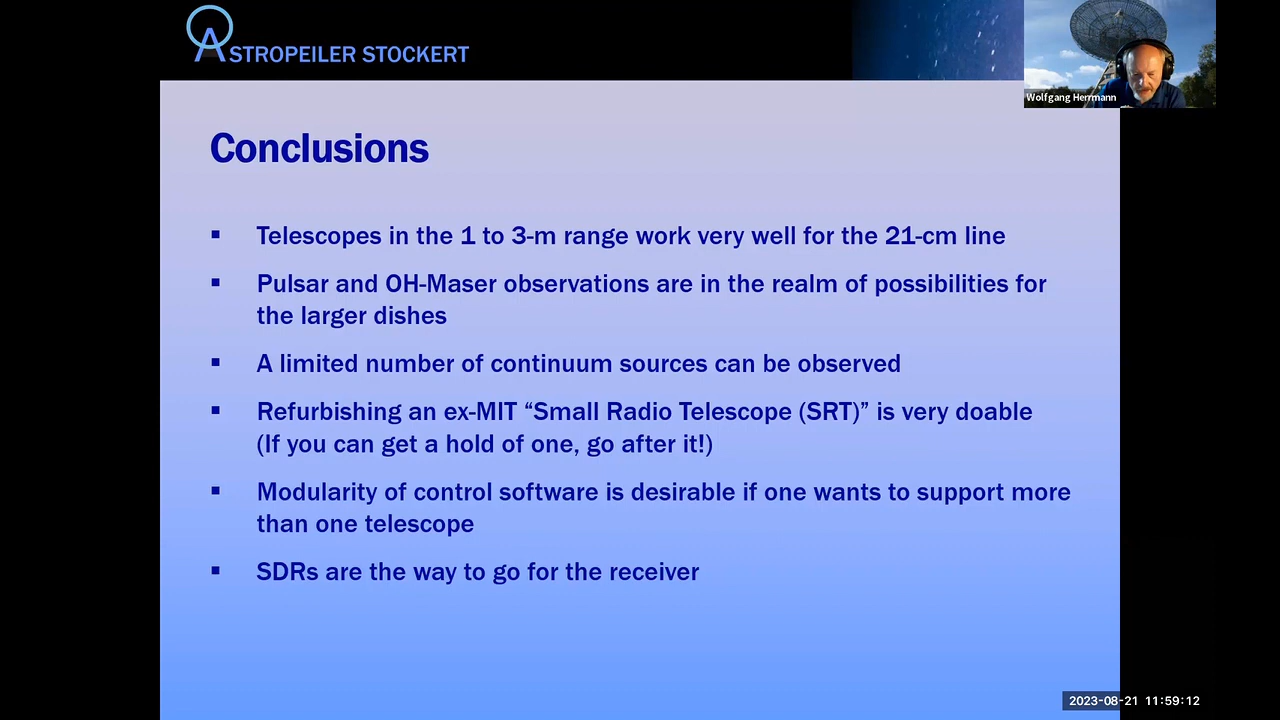 ASTROPEILER STOCKERT
Wolfgang Herrmann
Conclusions
▪ Telescopes in the 1 to 3-m range work very well for the 21-cm line
▪ Pulsar and OH-Maser observations are in the realm of possibilities for
the larger dishes
▪ A limited number of continuum sources can be observed
▪ Refurbishing an ex-MIT “Small Radio Telescope (SRT)” is very doable
(If you can get a hold of one, go after it!)
▪ Modularity of control software is desirable if one wants to support more
than one telescope
▪ SDRs are the way to go for the receiver
2023-08-21 11:59:12